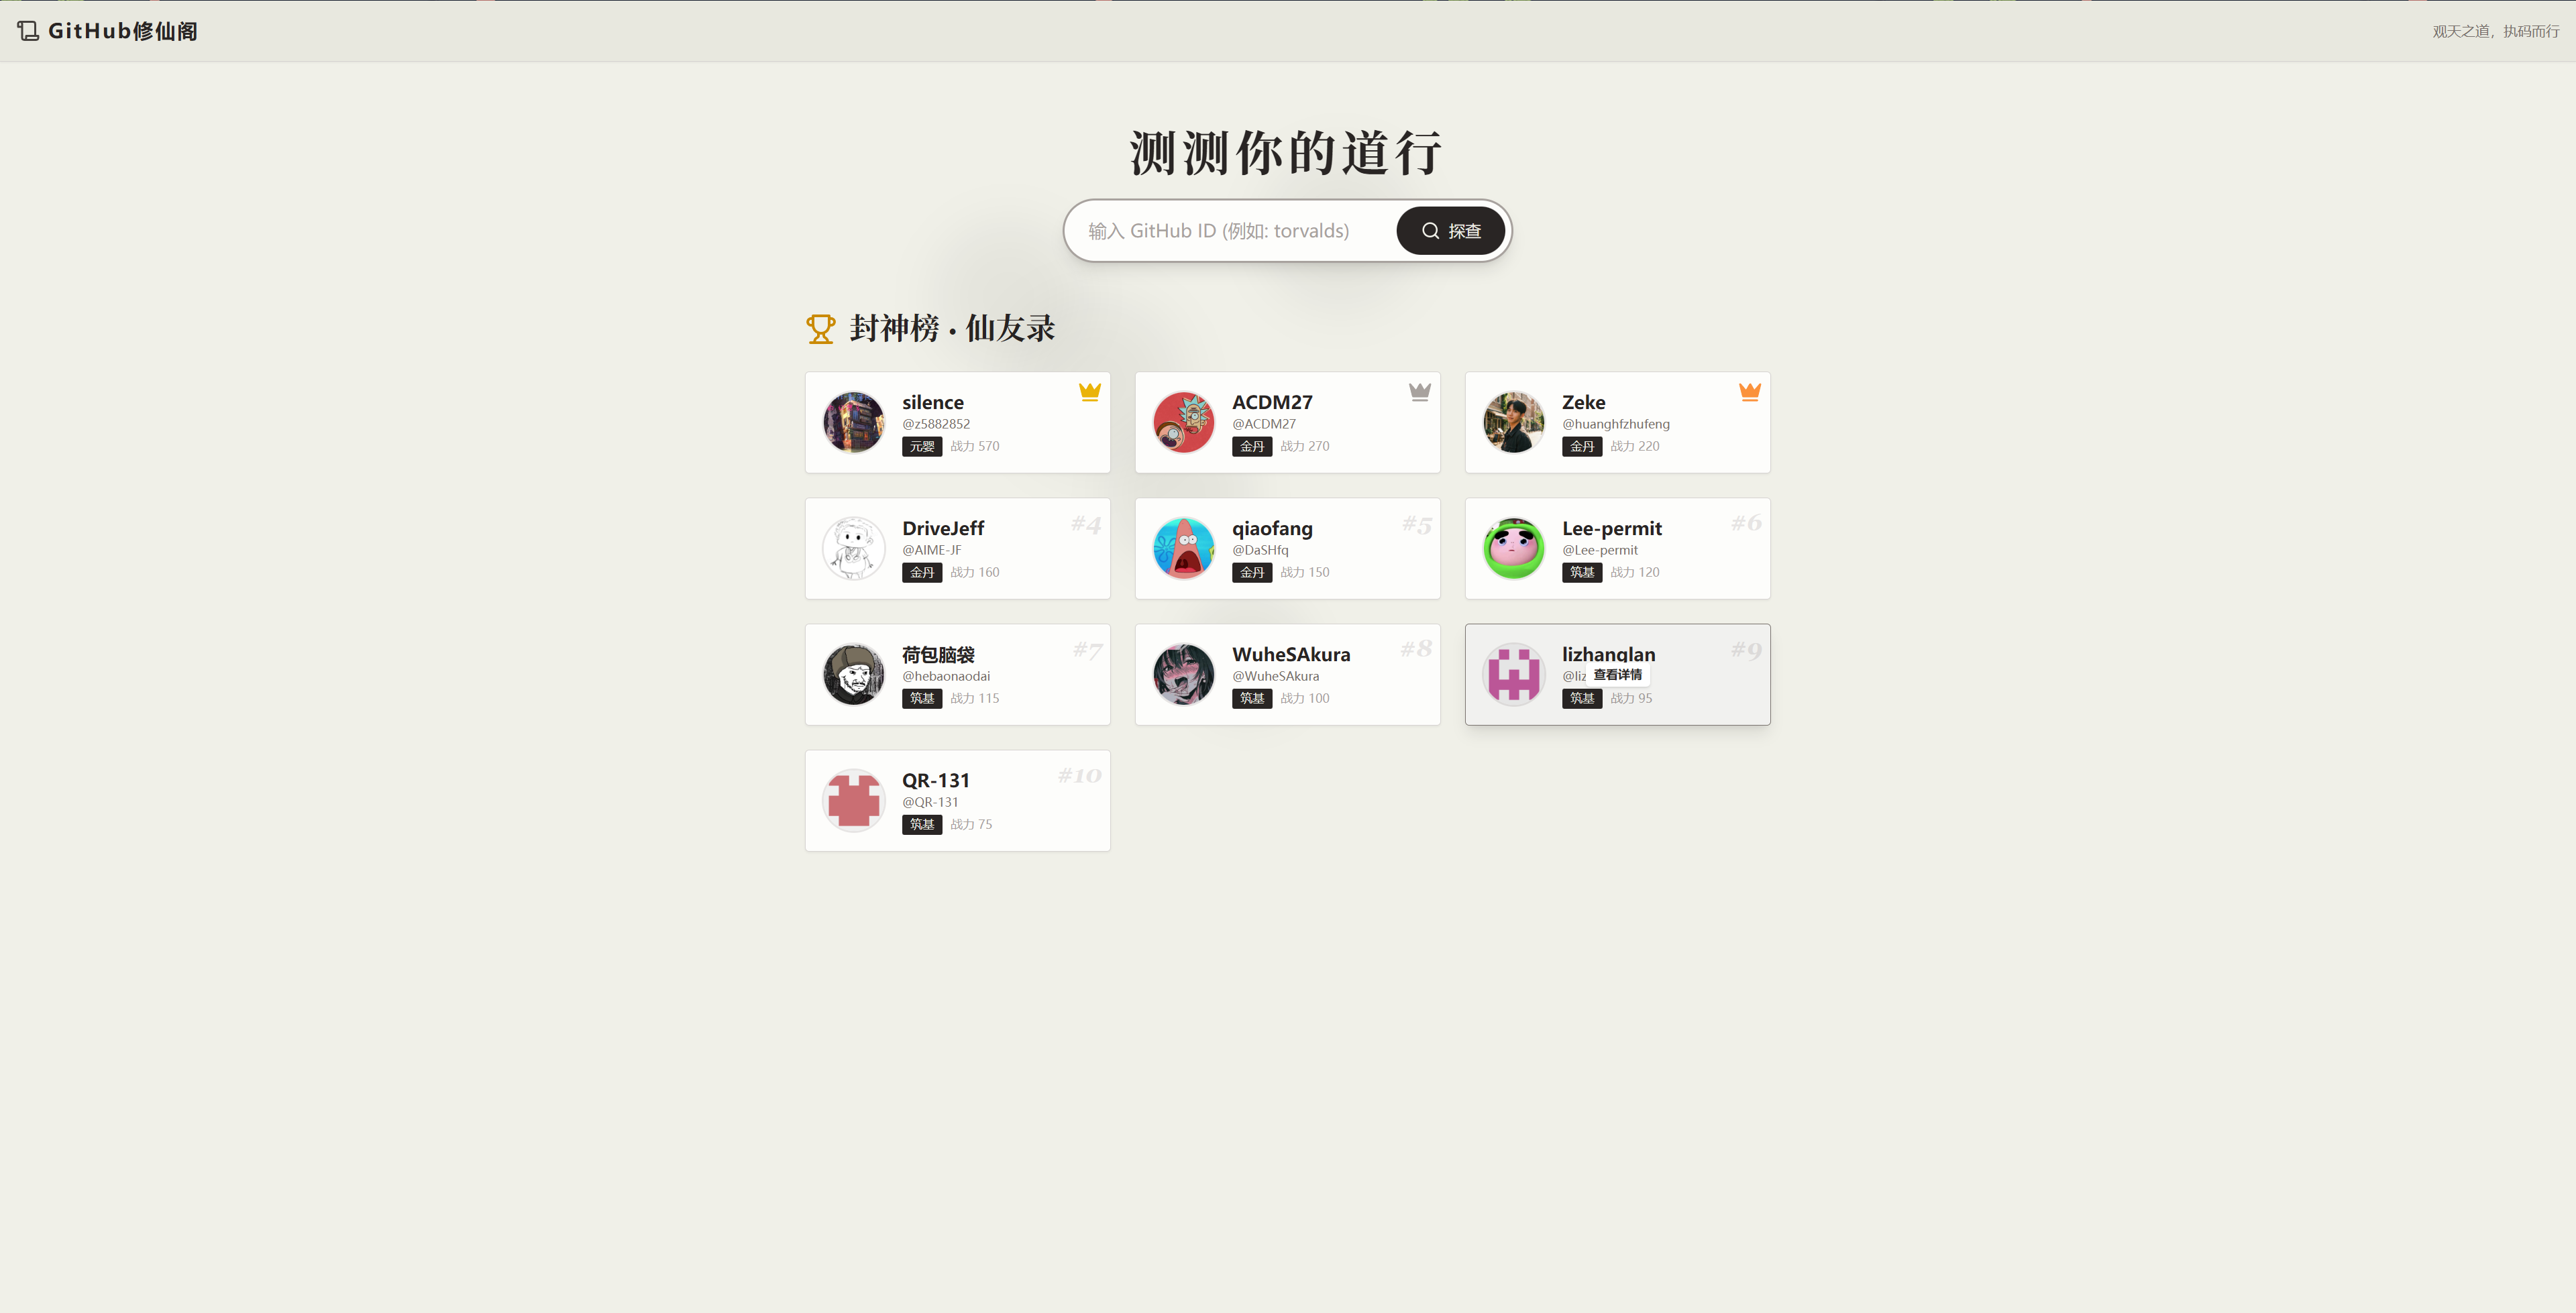 GitHub修仙阁
观天之道，执码而行
测测你的道行
输入 GitHub ID (例如: torvalds)
探查
封神榜 · 仙友录
silence
@z5882852
元婴 战力 570
ACDM27
@ACDM27
金丹 战力 270
Zeke
@huanghfzhufeng
金丹 战力 220
DriveJeff
#4
@AIME-JF
金丹 战力 160
qiaofang
#5
@DaSHfq
金丹 战力 150
Lee-permit
#6
@Lee-permit
筑基 战力 120
荷包脑袋
#7
@hebaonaodai
筑基 战力 115
WuheSAkura
#8
@WuheSAkura
筑基 战力 100
lizhanglan
#9
@liz
查看详情
筑基 战力 95
QR-131
#10
@QR-131
筑基 战力 75